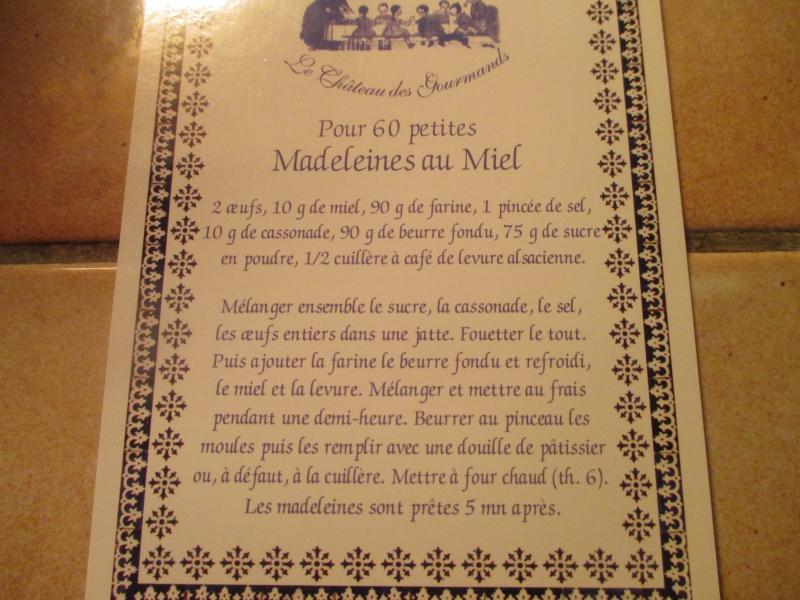 Le Château des Gourmands
Pour 60 petites
Madeleines au Miel
2 œufs, 10 g de miel, 90 g de farine, 1 pincée de sel,
10 g de cassonade, 90 g de beurre fondu, 75 g de sucre
en poudre, 1/2 cuillère à café de levure alsacienne.
Mélanger ensemble le sucre, la cassonade, le sel,
les œufs entiers dans une jatte. Fouetter le tout.
Puis ajouter la farine le beurre fondu et refroidi,
le miel et la levure. Mélanger et mettre au frais
pendant une demi-heure. Beurrer au pinceau les
moules puis les remplir avec une douille de pâtissier
ou, à défaut, à la cuillère. Mettre à four chaud (th. 6).
Les madeleines sont prêtes 5 mn après.